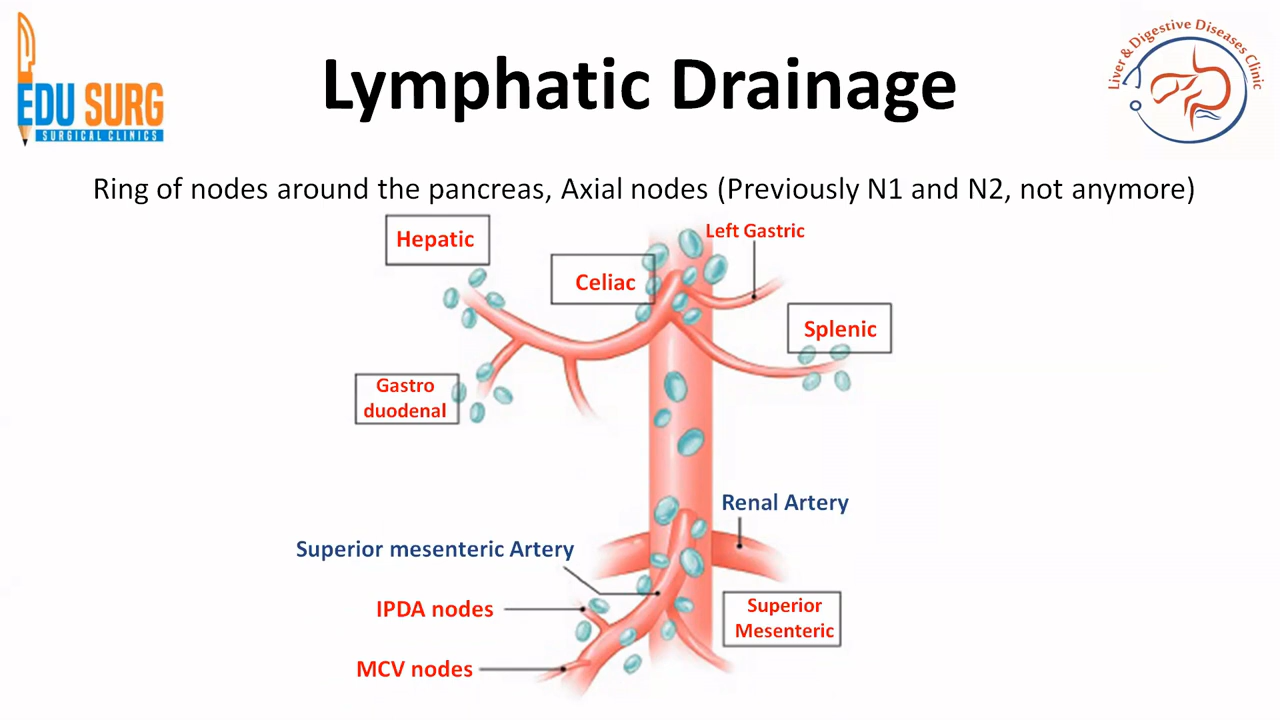 EDU SURG
SURGICAL CLINICS
Lymphatic Drainage
Liver & Digestive Diseases Clinic
Ring of nodes around the pancreas, Axial nodes (Previously N1 and N2, not anymore)
Hepatic
Left Gastric
Celiac
Splenic
Gastro
duodenal
Renal Artery
Superior mesenteric Artery
IPDA nodes
Superior
Mesenteric
MCV nodes